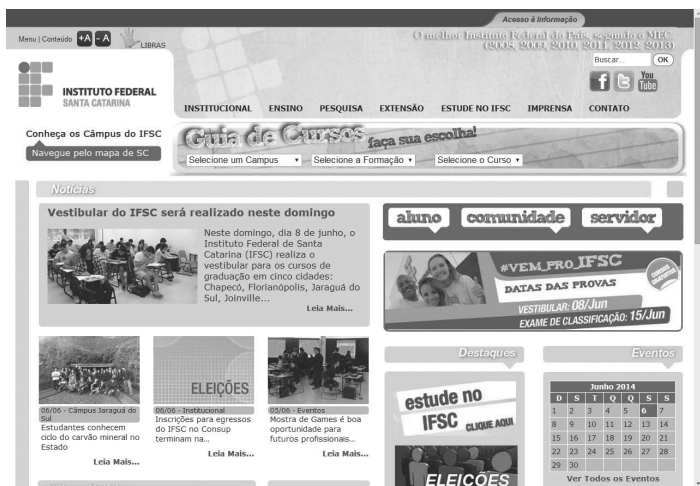 Acesso à Informação
Menu | Conteúdo +A - A LIBRAS
O melhor Instituto Federal do País, segundo o MEC.
(2008, 2009, 2010, 2011, 2012, 2013)
Buscar... OK
INSTITUTO FEDERAL
SANTA CATARINA
You
Tube
INSTITUCIONAL ENSINO PESQUISA EXTENSÃO ESTUDE NO IFSC IMPRENSA CONTATO
Conheça os Câmpus do IFSC
Navegue pelo mapa de SC
Guia de Cursos faça sua escolha!
Selecione um Campus Selecione a Formação Selecione o Curso
Notícias
Vestibular do IFSC será realizado neste domingo
Neste domingo, dia 8 de junho, o
Instituto Federal de Santa
Catarina (IFSC) realiza o
vestibular para os cursos de
graduação em cinco cidades:
Chapecó, Florianópolis, Jaraguá do
Sul, Joinville...
Leia Mais...
aluno comunidade servidor
#VEM_PRO_IFSC
CURSOS
GRATUITOS
DATAS DAS PROVAS
VESTIBULAR: 08/Jun
EXAME DE CLASSIFICAÇÃO: 15/Jun
ELEIÇÕES
06/06 - Câmpus Jaraguá do
Sul
Estudantes conhecem
ciclo do carvão mineral no
Estado
Leia Mais...
06/06 - Institucional
Inscrições para egressos
do IFSC no Consup
terminam na...
Leia Mais...
05/06 - Eventos
Mostra de Games é boa
oportunidade para
futuros profissionais...
Leia Mais...
Destaques
estude no
IFSC CLIQUE AQUI
ELEIÇÕES
Eventos
Junho 2014
D S T Q Q S S
1 2 3 4 5 6 7
8 9 10 11 12 13 14
15 16 17 18 19 20 21
22 23 24 25 26 27 28
29 30
Ver Todos os Eventos